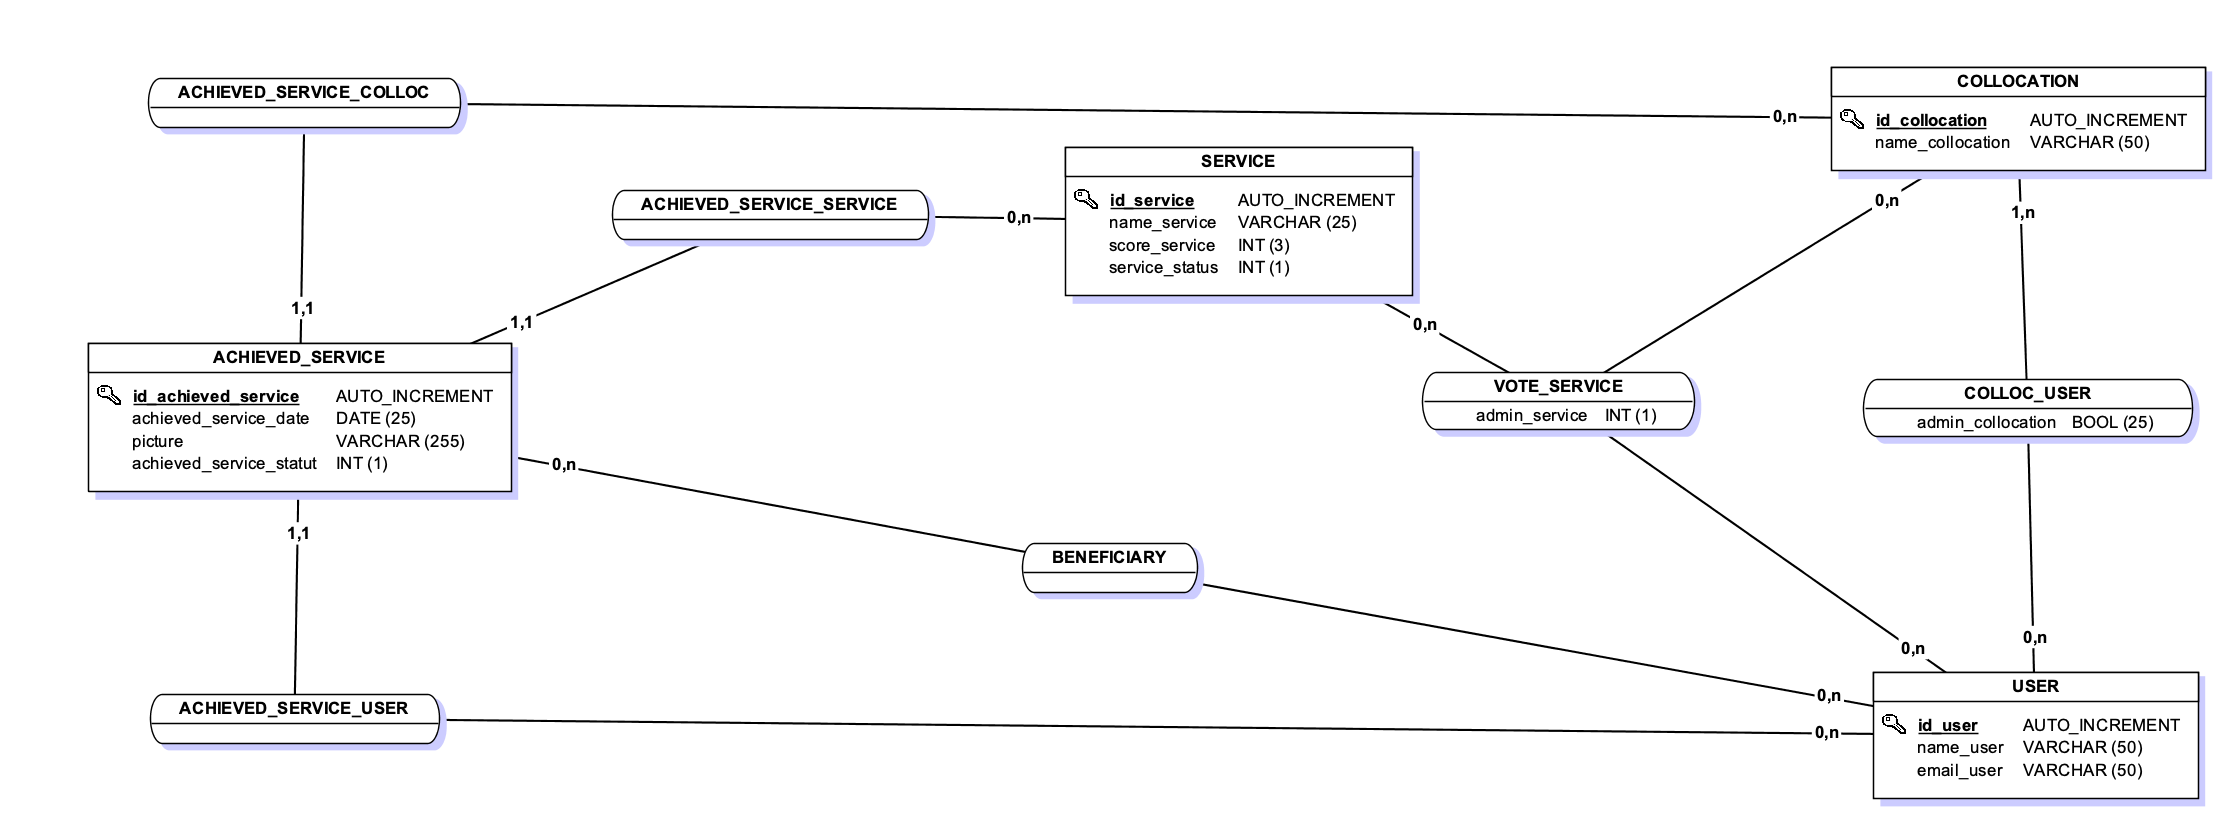 ACHIEVED_SERVICE_COLLOC
0,n
COLLOCATION
id_collocation AUTO_INCREMENT
name_collocation VARCHAR (50)
ACHIEVED_SERVICE_SERVICE
0,n
SERVICE
id_service AUTO_INCREMENT
name_service VARCHAR (25)
score_service INT (3)
service_status INT (1)
0,n
1,n
1,1
1,1
0,n
ACHIEVED_SERVICE
id_achieved_service AUTO_INCREMENT
achieved_service_date DATE (25)
picture VARCHAR (255)
achieved_service_statut INT (1)
VOTE_SERVICE
admin_service INT (1)
COLLOC_USER
admin_collocation BOOL (25)
0,n
1,1
BENEFICIARY
0,n
0,n
0,n
ACHIEVED_SERVICE_USER
0,n
USER
id_user AUTO_INCREMENT
name_user VARCHAR (50)
email_user VARCHAR (50)